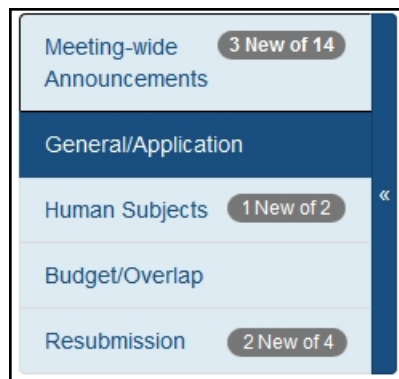 Meeting-wide 3 New of 14
Announcements
General/Application
«
Human Subjects 1 New of 2
Budget/Overlap
Resubmission 2 New of 4